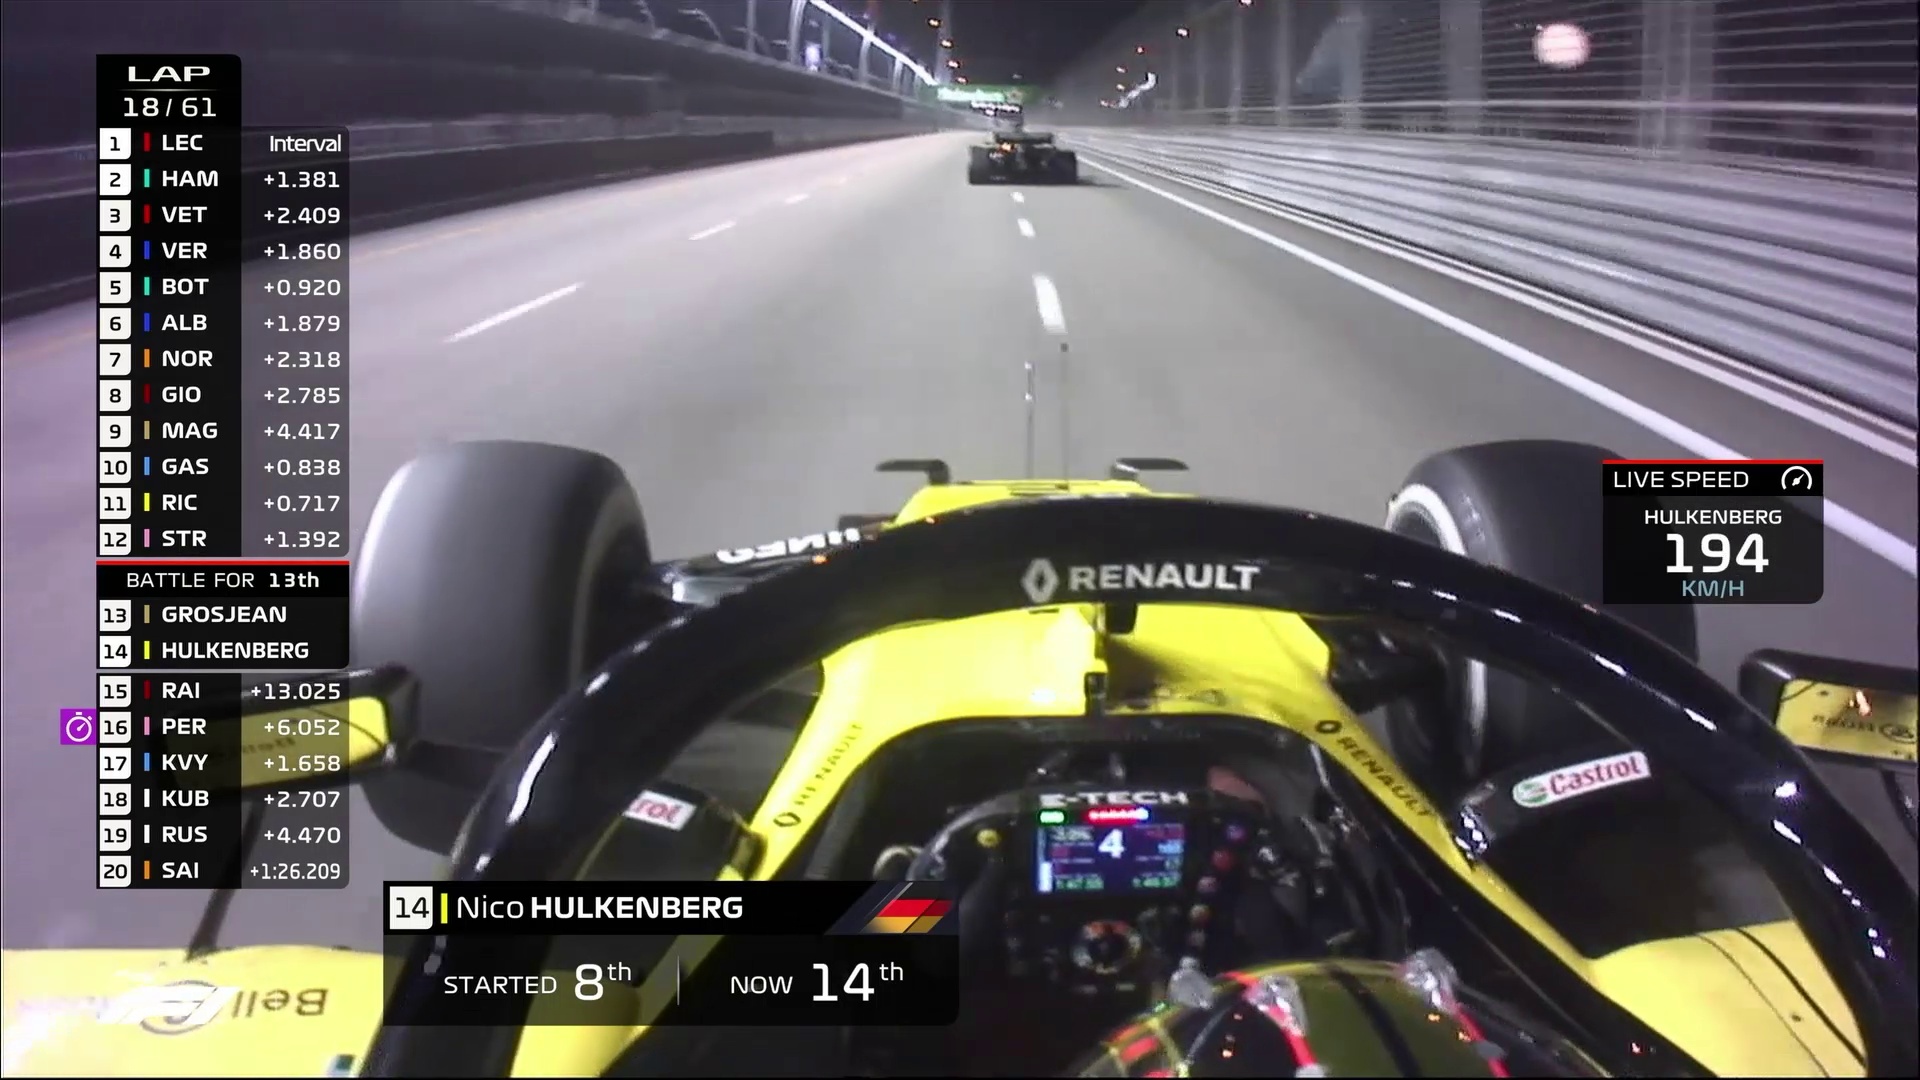 LAP
18 / 61
1 LEC Interval
2 HAM +1.381
3 VET +2.409
4 VER +1.860
5 BOT +0.920
6 ALB +1.879
7 NOR +2.318
8 GIO +2.785
9 MAG +4.417
10 GAS +0.838
11 RIC +0.717
12 STR +1.392
BATTLE FOR 13th
13 GROSJEAN
14 HULKENBERG
15 RAI +13.025
16 PER +6.052
17 KVY +1.658
18 KUB +2.707
19 RUS +4.470
20 SAI +1:26.209
LIVE SPEED
HULKENBERG
194
KM/H
RENAULT
RENAULT
RENAULT
Castrol
rol
E-TECH
4
14 Nico HULKENBERG
STARTED 8th NOW 14th
Bell
F1